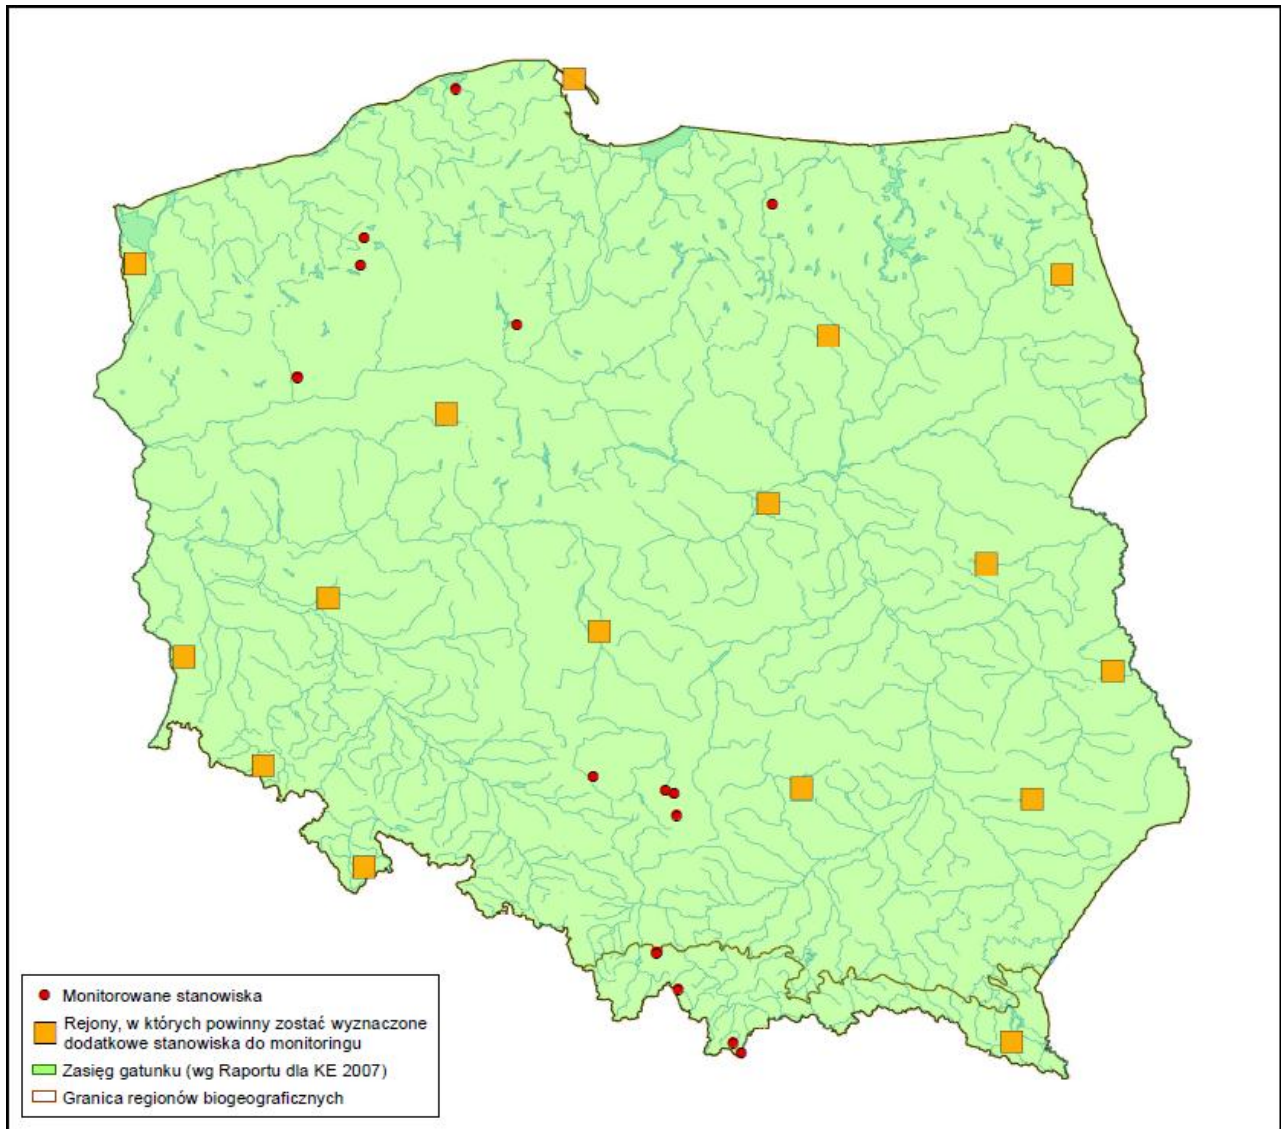 Monitorowane stanowiska
Rejony, w których powinny zostać wyznaczone
dodatkowe stanowiska do monitoringu
Zasięg gatunku (wg Raportu dla KE 2007)
Granica regionów biogeograficznych